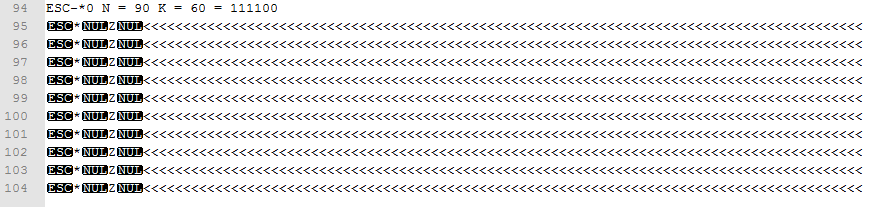 94 ESC-*0 N = 90 K = 60 = 111100
95 ESC*NULZNUL<<<<<<<<<<<<<<<<<<<<<<<<<<<<<<<<<<<<<<<<<<<<<<<<<<<<<<<<<<<<<<<<<<<<<<<<<<<<<<<<<<<<<<<<<<
96 ESC*NULZNUL<<<<<<<<<<<<<<<<<<<<<<<<<<<<<<<<<<<<<<<<<<<<<<<<<<<<<<<<<<<<<<<<<<<<<<<<<<<<<<<<<<<<<<<<<<
97 ESC*NULZNUL<<<<<<<<<<<<<<<<<<<<<<<<<<<<<<<<<<<<<<<<<<<<<<<<<<<<<<<<<<<<<<<<<<<<<<<<<<<<<<<<<<<<<<<<<<
98 ESC*NULZNUL<<<<<<<<<<<<<<<<<<<<<<<<<<<<<<<<<<<<<<<<<<<<<<<<<<<<<<<<<<<<<<<<<<<<<<<<<<<<<<<<<<<<<<<<<<
99 ESC*NULZNUL<<<<<<<<<<<<<<<<<<<<<<<<<<<<<<<<<<<<<<<<<<<<<<<<<<<<<<<<<<<<<<<<<<<<<<<<<<<<<<<<<<<<<<<<<<
100 ESC*NULZNUL<<<<<<<<<<<<<<<<<<<<<<<<<<<<<<<<<<<<<<<<<<<<<<<<<<<<<<<<<<<<<<<<<<<<<<<<<<<<<<<<<<<<<<<<<<
101 ESC*NULZNUL<<<<<<<<<<<<<<<<<<<<<<<<<<<<<<<<<<<<<<<<<<<<<<<<<<<<<<<<<<<<<<<<<<<<<<<<<<<<<<<<<<<<<<<<<<
102 ESC*NULZNUL<<<<<<<<<<<<<<<<<<<<<<<<<<<<<<<<<<<<<<<<<<<<<<<<<<<<<<<<<<<<<<<<<<<<<<<<<<<<<<<<<<<<<<<<<<
103 ESC*NULZNUL<<<<<<<<<<<<<<<<<<<<<<<<<<<<<<<<<<<<<<<<<<<<<<<<<<<<<<<<<<<<<<<<<<<<<<<<<<<<<<<<<<<<<<<<<<
104 ESC*NULZNUL<<<<<<<<<<<<<<<<<<<<<<<<<<<<<<<<<<<<<<<<<<<<<<<<<<<<<<<<<<<<<<<<<<<<<<<<<<<<<<<<<<<<<<<<<<